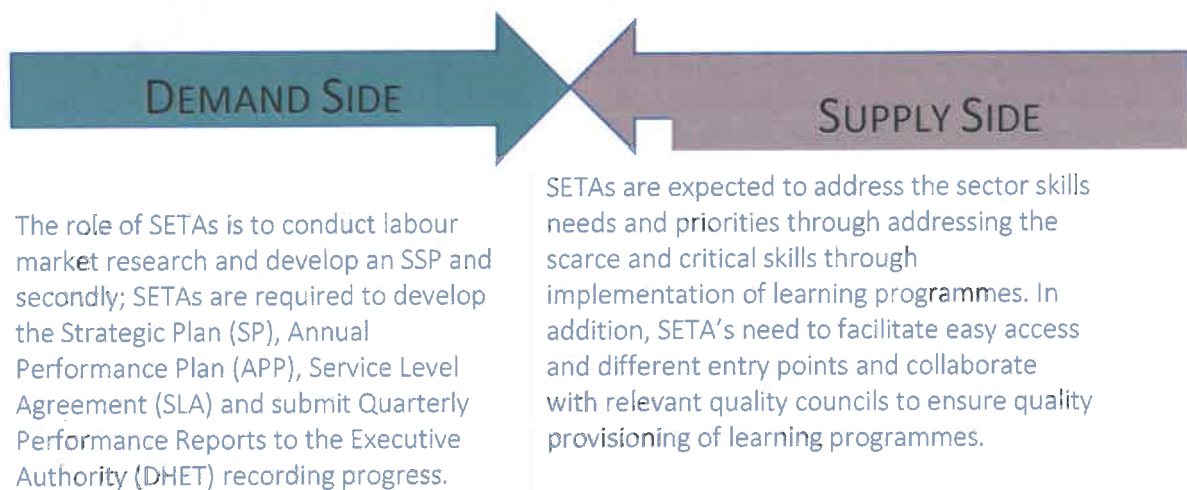 DEMAND SIDE
SUPPLY SIDE
The role of SETAs is to conduct labour
market research and develop an SSP and
secondly; SETAs are required to develop
the Strategic Plan (SP), Annual
Performance Plan (APP), Service Level
Agreement (SLA) and submit Quarterly
Performance Reports to the Executive
Authority (DHET) recording progress.
SETAs are expected to address the sector skills
needs and priorities through addressing the
scarce and critical skills through
implementation of learning programmes. In
addition, SETA's need to facilitate easy access
and different entry points and collaborate
with relevant quality councils to ensure quality
provisioning of learning programmes.